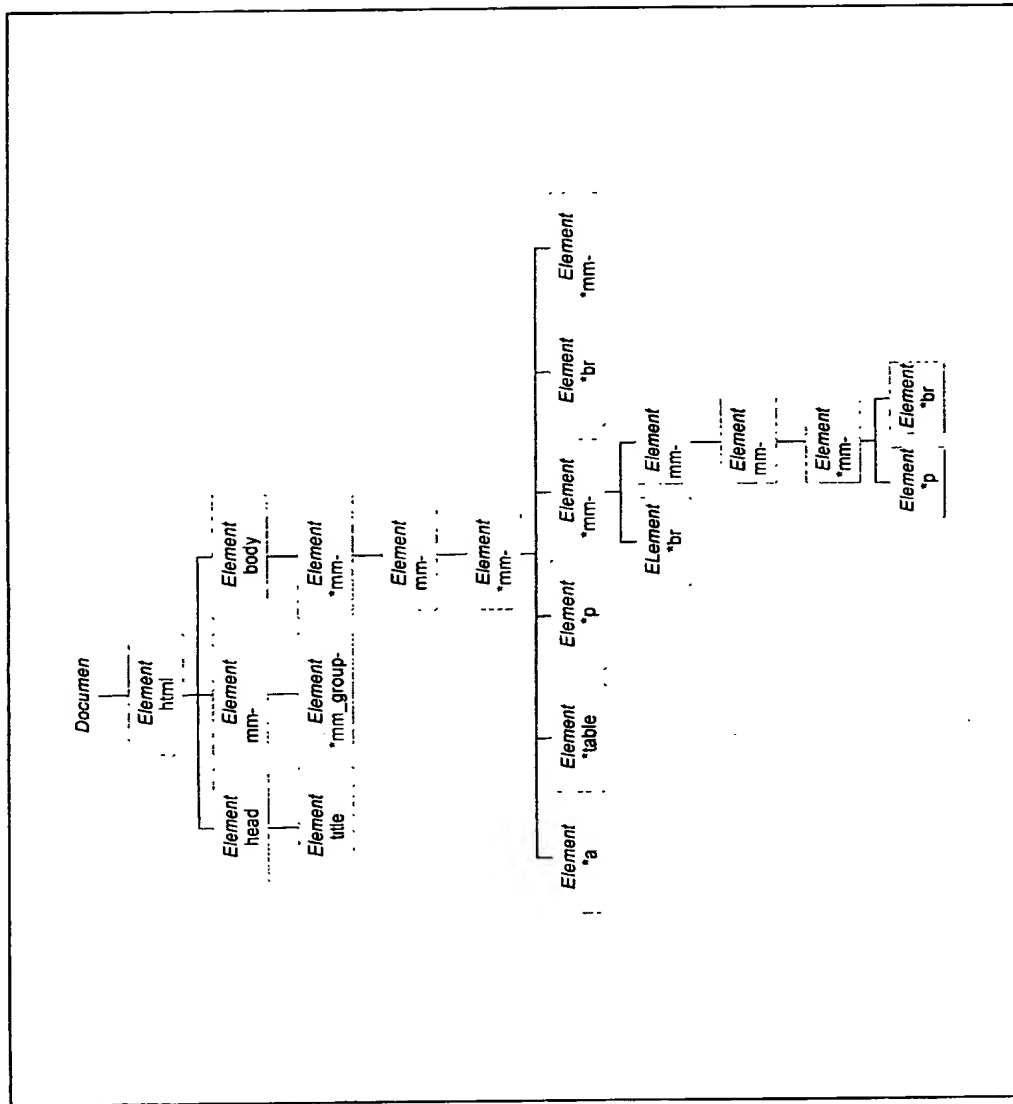 Documen
Element
html
Element
head
Element
mm-
Element
body
Element
title
Element
*mm_group-
Element
*mm-
Element
mm-
Element
*mm-
Element
*a
Element
*table
Element
*p
Element
*mm-
Element
*br
Element
*mm-
ELement
*br
Element
mm-
Element
mm-
Element
*mm-
Element
*p
Element
*br